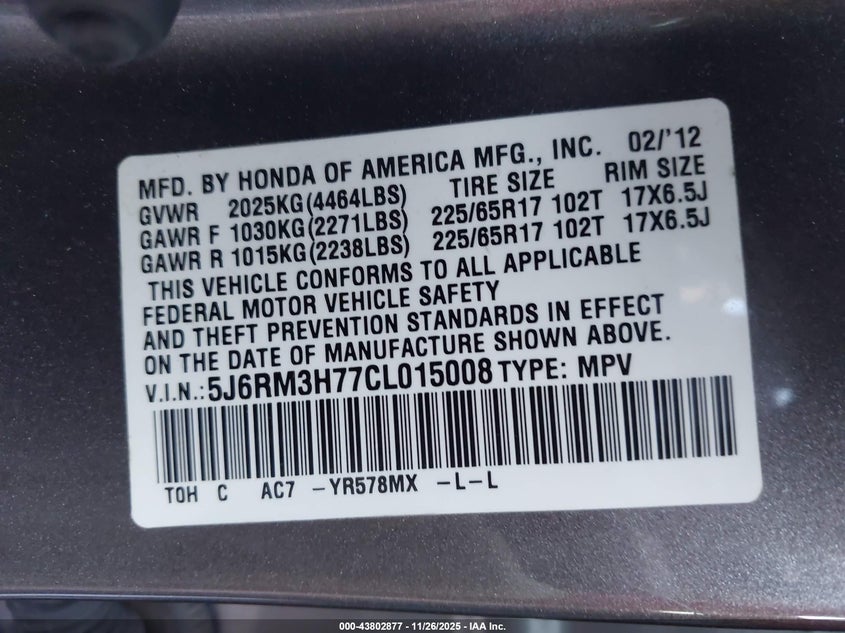 MFD. BY HONDA OF AMERICA MFG., INC. 02/'12
GVWR 2025KG(4464LBS) TIRE SIZE RIM SIZE
GAWR F 1030KG(2271LBS) 225/65R17 102T 17X6.5J
GAWR R 1015KG(2238LBS) 225/65R17 102T 17X6.5J
THIS VEHICLE CONFORMS TO ALL APPLICABLE
FEDERAL MOTOR VEHICLE SAFETY
AND THEFT PREVENTION STANDARDS IN EFFECT
ON THE DATE OF MANUFACTURE SHOWN ABOVE.
V.I.N.: 5J6RM3H77CL015008 TYPE: MPV
TOH C AC7 -YR578MX -L-L
000-43802877 - 11/26/2025 - IAA Inc.